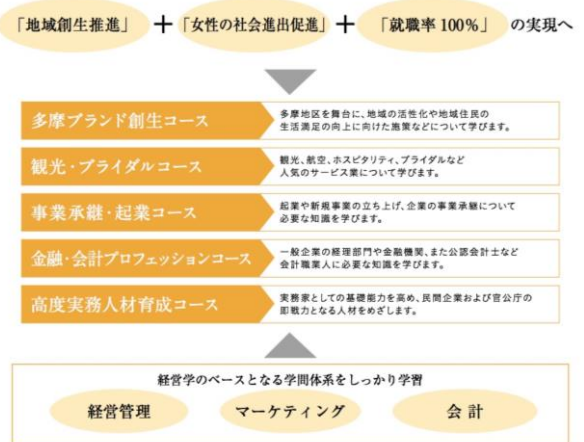 「地域創生推進」 + 「女性の社会進出促進」 + 「就職率100%」 の実現へ
多摩ブランド創生コース
多摩地区を舞台に、地域の活性化や地域住民の
生活満足の向上に向けた施策などについて学びます。
観光・ブライダルコース
観光、航空、ホスピタリティ、ブライダルなど
人気のサービス業について学びます。
事業承継・起業コース
起業や新規事業の立ち上げ、企業の事業承継について
必要な知識を学びます。
金融・会計プロフェッションコース
一般企業の経理部門や金融機関、また公認会計士など
会計職業人に必要な知識を学びます。
高度実務人材育成コース
実務家としての基礎能力を高め、民間企業および官公庁の
即戦力となる人材をめざします。
経営学のベースとなる学問体系をしっかり学習
経営管理
マーケティング
会計